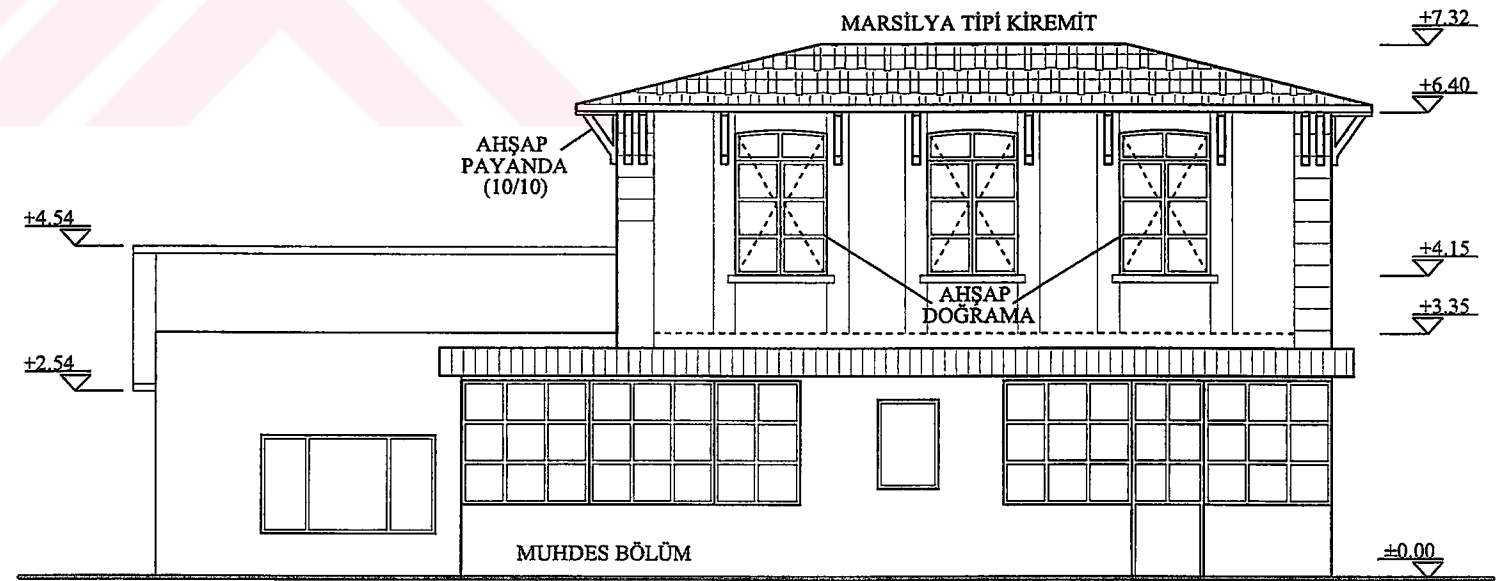 MARSİLYA TİPİ KİREMİT
+7.32
+6.40
AHŞAP
PAYANDA
(10/10)
+4.54
+4.15
AHŞAP
DOĞRAMA
+3.35
+2.54
MUHDES BÖLÜM
±0.00